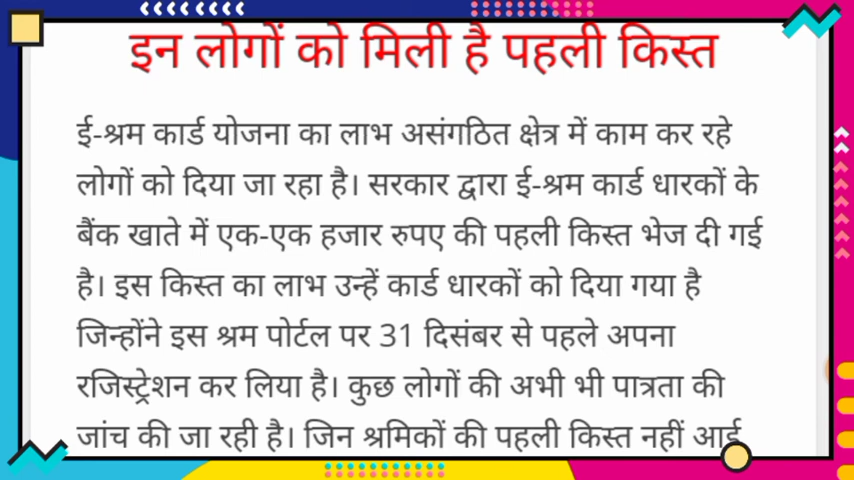 इन लोगों को मिली है पहली किस्त
ई-श्रम कार्ड योजना का लाभ असंगठित क्षेत्र में काम कर रहे
लोगों को दिया जा रहा है। सरकार द्वारा ई-श्रम कार्ड धारकों के
बैंक खाते में एक-एक हजार रुपए की पहली किस्त भेज दी गई
है। इस किस्त का लाभ उन्हें कार्ड धारकों को दिया गया है
जिन्होंने इस श्रम पोर्टल पर 31 दिसंबर से पहले अपना
रजिस्ट्रेशन कर लिया है। कुछ लोगों की अभी भी पात्रता की
जांच की जा रही है। जिन श्रमिकों की पहली किस्त नहीं आई